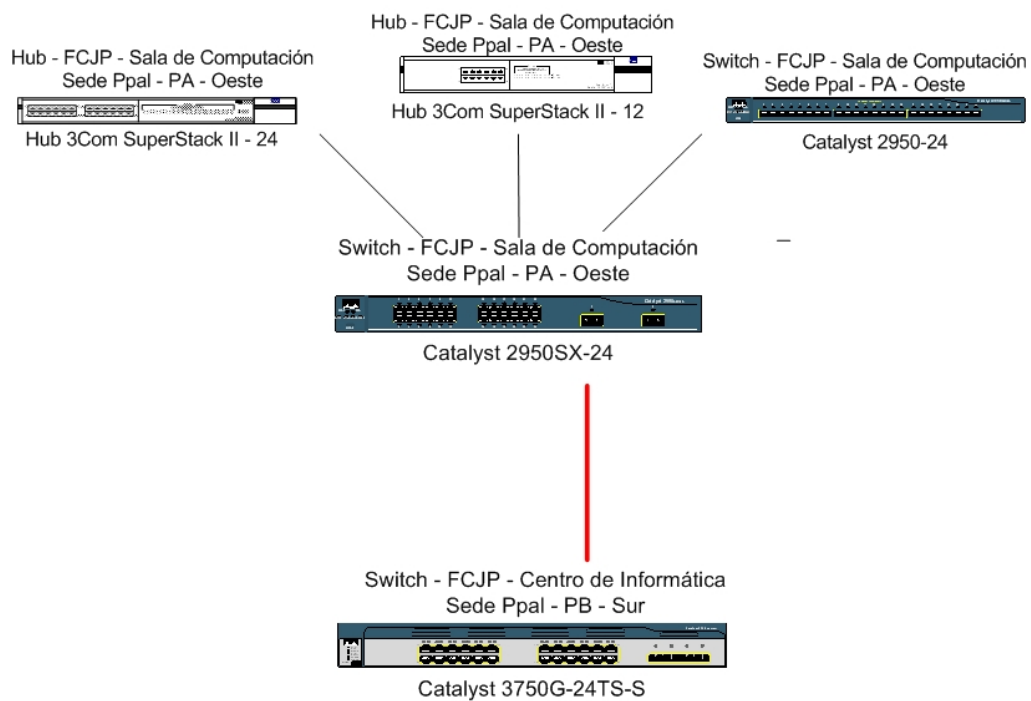 Hub - FCJP - Sala de Computación
Sede Ppal - PA - Oeste
Hub 3Com SuperStack II - 24
Hub - FCJP - Sala de Computación
Sede Ppal - PA - Oeste
Hub 3Com SuperStack II - 12
Switch - FCJP - Sala de Computación
Sede Ppal - PA - Oeste
Catalyst 2950-24
Switch - FCJP - Sala de Computación
Sede Ppal - PA - Oeste
Catalyst 2950SX-24
Switch - FCJP - Centro de Informática
Sede Ppal - PB - Sur
Catalyst 3750G-24TS-S